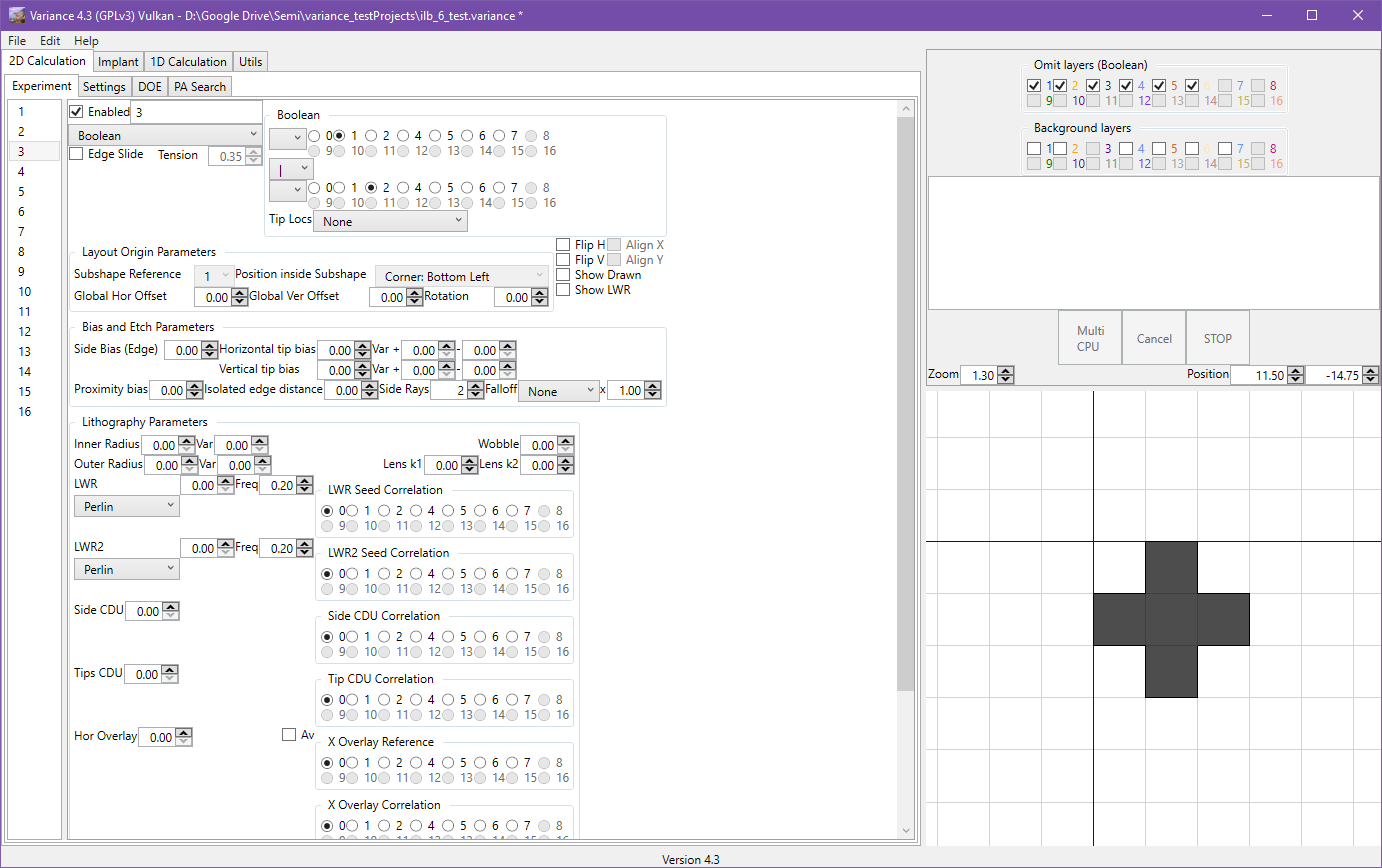 Variance 4.3 (GPLv3) Vulkan - D:\Google Drive\Semi\variance_testProjects\ilb_6_test.variance *
File Edit Help
2D Calculation Implant 1D Calculation Utils
Experiment Settings DOE PA Search
1
2
3
4
5
6
7
8
9
10
11
12
13
14
15
16
Enabled 3
Boolean
Edge Slide Tension 0.35
Boolean
0 1 2 4 5 6 7 8
9 10 11 12 13 14 15 16
|
0 1 2 4 5 6 7 8
9 10 11 12 13 14 15 16
Tip Locs None
Layout Origin Parameters
Subshape Reference 1 Position inside Subshape Corner: Bottom Left
Global Hor Offset 0.00 Global Ver Offset 0.00 Rotation 0.00
Flip H Align X
Flip V Align Y
Show Drawn
Show LWR
Bias and Etch Parameters
Side Bias (Edge) 0.00 Horizontal tip bias 0.00 Var + 0.00 - 0.00
Vertical tip bias 0.00 Var + 0.00 - 0.00
Proximity bias 0.00 Isolated edge distance 0.00 Side Rays 2 Falloff None x 1.00
Lithography Parameters
Inner Radius 0.00 Var 0.00 Wobble 0.00
Outer Radius 0.00 Var 0.00 Lens k1 0.00 Lens k2 0.00
LWR 0.00 Freq 0.20
Perlin
LWR Seed Correlation
0 1 2 4 5 6 7 8
9 10 11 12 13 14 15 16
LWR2 0.00 Freq 0.20
Perlin
LWR2 Seed Correlation
0 1 2 4 5 6 7 8
9 10 11 12 13 14 15 16
Side CDU 0.00
Side CDU Correlation
0 1 2 4 5 6 7 8
9 10 11 12 13 14 15 16
Tips CDU 0.00
Tip CDU Correlation
0 1 2 4 5 6 7 8
9 10 11 12 13 14 15 16
Hor Overlay 0.00 Av
X Overlay Reference
0 1 2 4 5 6 7 8
9 10 11 12 13 14 15 16
X Overlay Correlation
0 1 2 4 5 6 7 8
Omit layers (Boolean)
1 2 3 4 5 6 7 8
9 10 11 12 13 14 15 16
Background layers
1 2 3 4 5 6 7 8
9 10 11 12 13 14 15 16
Multi
CPU
Cancel
STOP
Zoom 1.30 Position 11.50 -14.75
Version 4.3